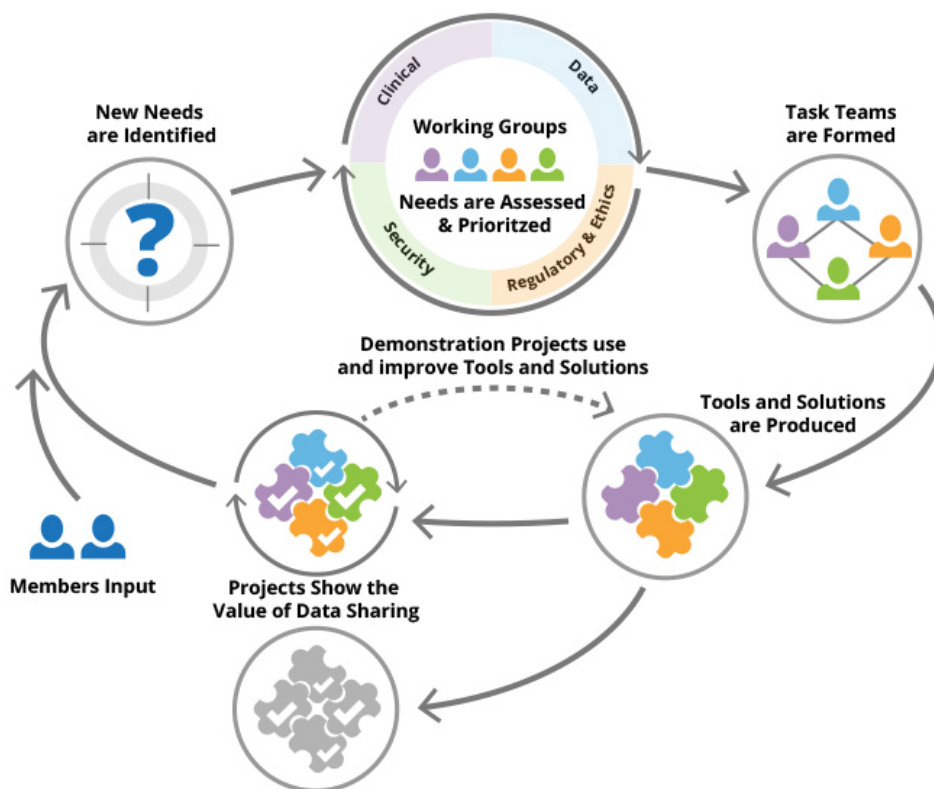 New Needs
are Identified
?
Clinical
Data
Security
Regulatory & Ethics
Working Groups
Needs are Assessed
& Prioritzed
Task Teams
are Formed
Demonstration Projects use
and improve Tools and Solutions
Tools and Solutions
are Produced
Members Input
Projects Show the
Value of Data Sharing